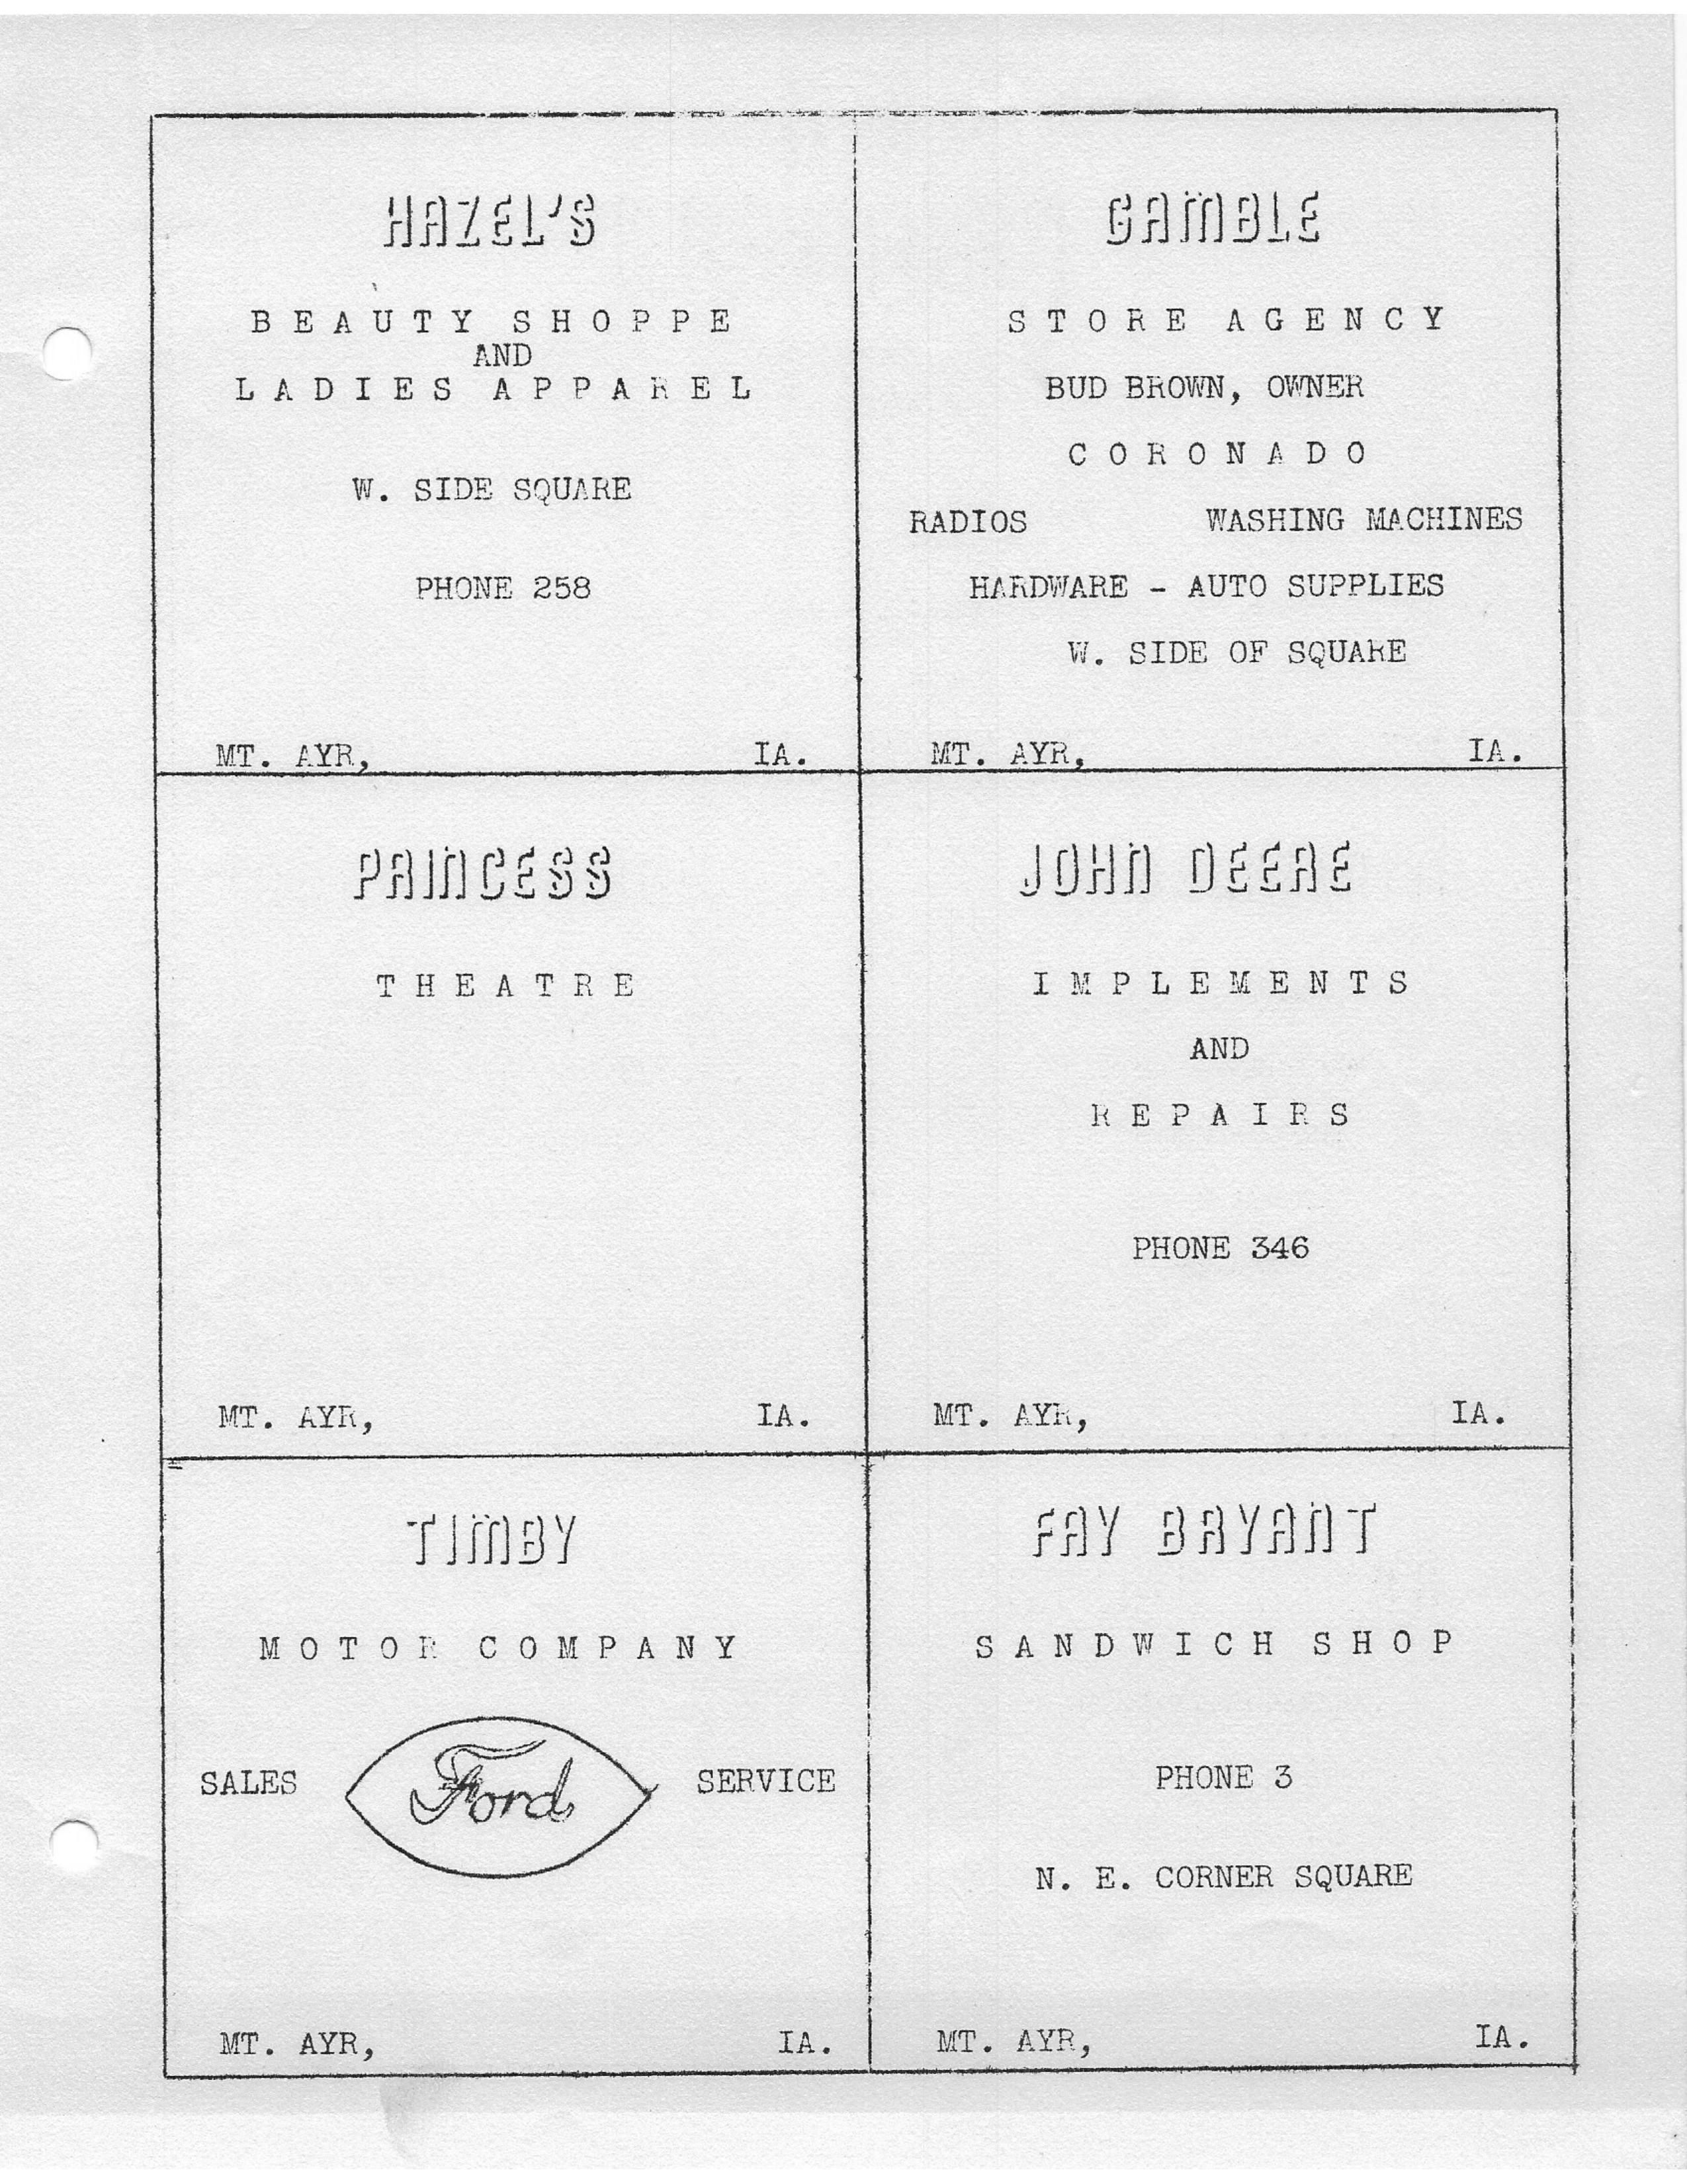 HAZEL'S
BEAUTY SHOPPE
AND
LADIES APPAREL
W. SIDE SQUARE
PHONE 258
MT. AYR, IA.
GAMBLE
STORE AGENCY
BUD BROWN, OWNER
CORONADO
RADIOS WASHING MACHINES
HARDWARE - AUTO SUPPLIES
W. SIDE OF SQUARE
MT. AYR, IA.
PRINCESS
THEATRE
MT. AYR, IA.
JOHN DEERE
IMPLEMENTS
AND
REPAIRS
PHONE 346
MT. AYR, IA.
TIMBY
MOTOR COMPANY
SALES Ford SERVICE
MT. AYR, IA.
FAY BRYANT
SANDWICH SHOP
PHONE 3
N. E. CORNER SQUARE
MT. AYR, IA.